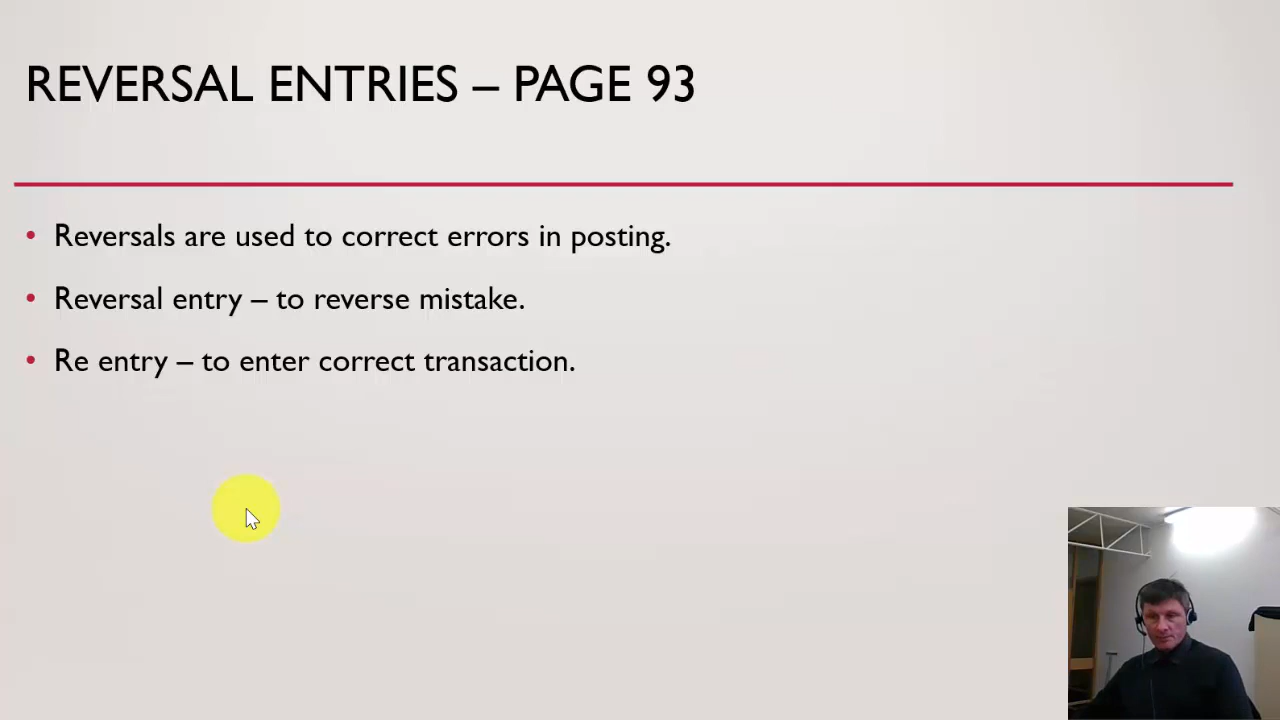 REVERSAL ENTRIES – PAGE 93
• Reversals are used to correct errors in posting.
• Reversal entry – to reverse mistake.
• Re entry – to enter correct transaction.